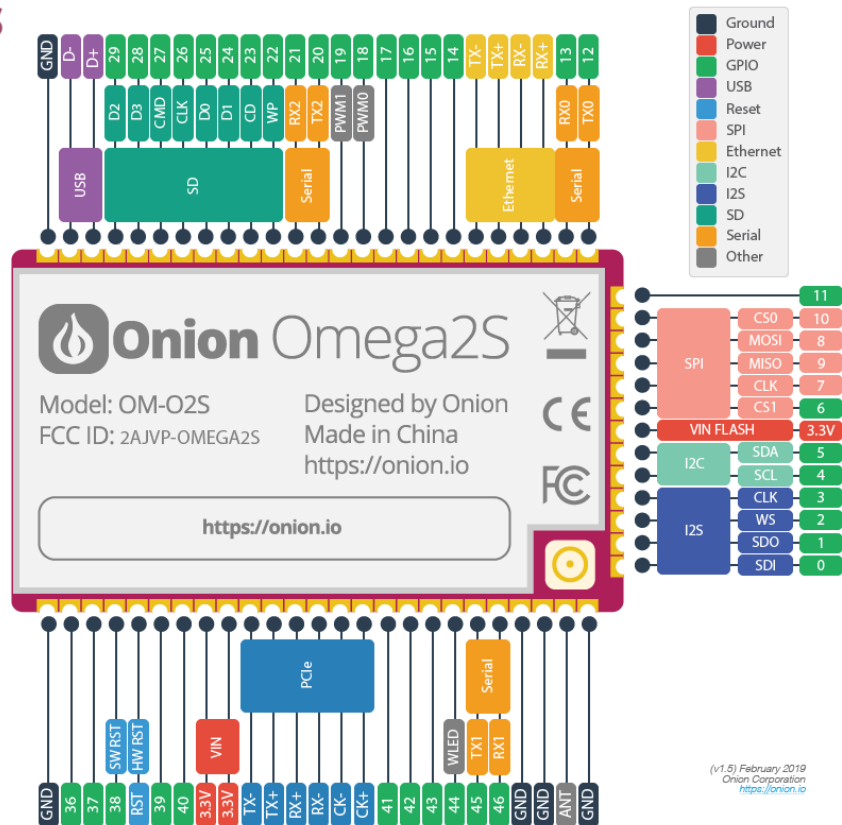 S
GND D- D+ 29 28 27 26 25 24 23 22 21 20 19 18 17 16 15 14 TX- TX+ RX- RX+ 13 12
D2 D3 CMD CLK D0 D1 CD WP RX2 TX2 PWM1 PWM0 RX0 TX0
USB SD Serial Ethernet Serial
Ground
Power
GPIO
USB
Reset
SPI
Ethernet
I2C
I2S
SD
Serial
Other
Onion Omega2S
Model: OM-O2S
FCC ID: 2AJVP-OMEGA2S
Designed by Onion
Made in China
https://onion.io
CE
FC
https://onion.io
11
SPI
CS0 10
MOSI 8
MISO 9
CLK 7
CS1 6
VIN FLASH 3.3V
I2C
SDA 5
SCL 4
I2S
CLK 3
WS 2
SDO 1
SDI 0
PCIe Serial
SW RST HW RST VIN WLED TX1 RX1
GND 36 37 38 RST 39 40 3.3V 3.3V TX- TX+ RX+ RX- CK- CK+ 41 42 43 44 45 46 GND GND ANT GND
(v1.5) February 2019
Onion Corporation
https://onion.io